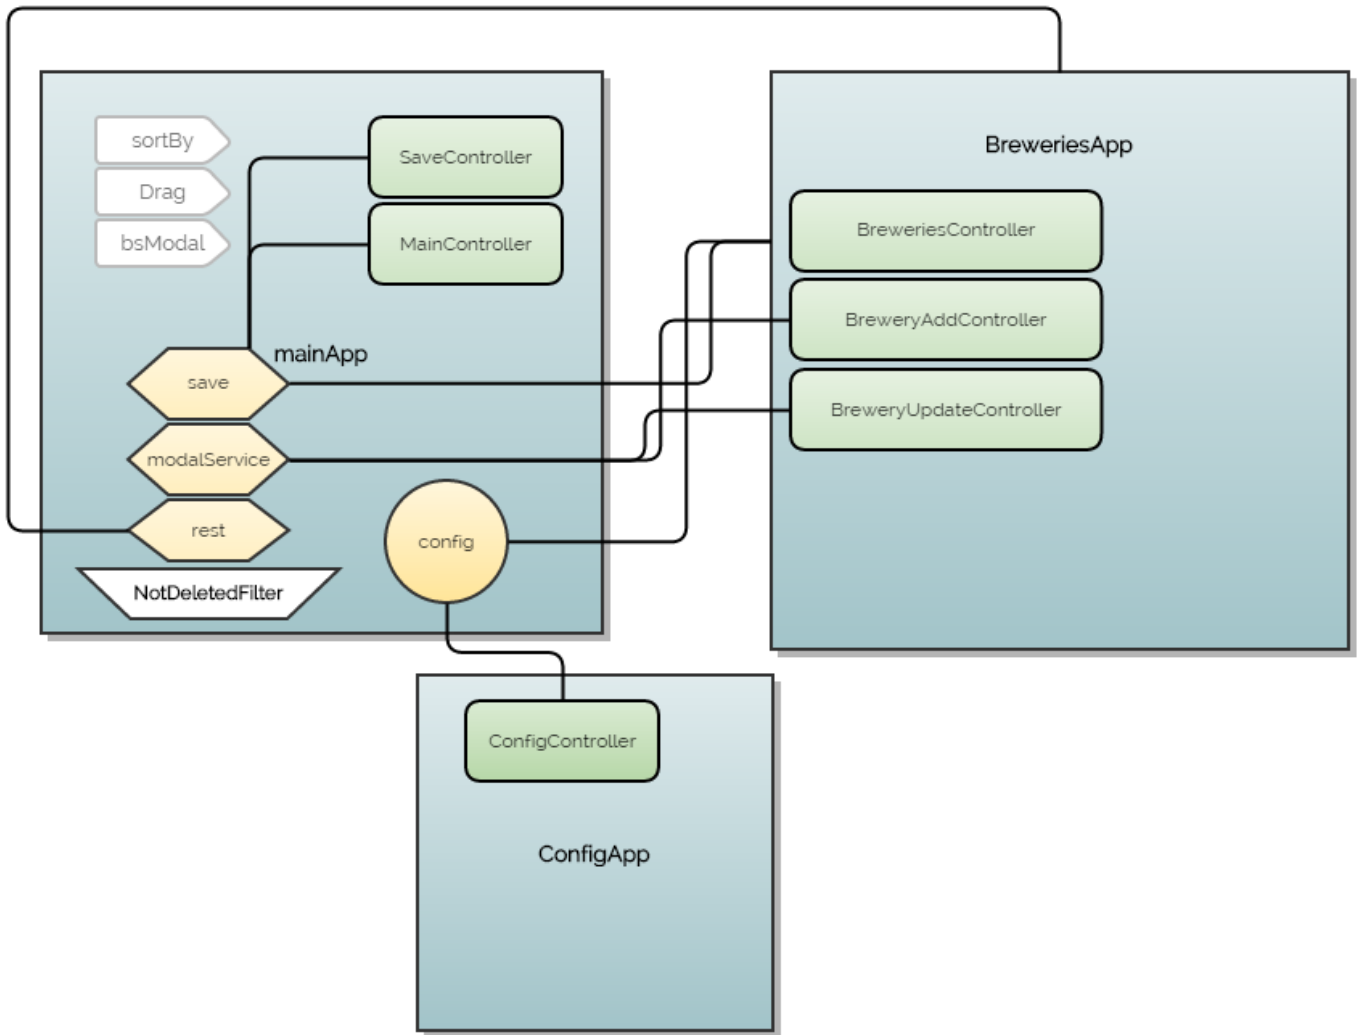 sortBy
Drag
bsModal
SaveController
MainController
mainApp
save
modalService
rest
NotDeletedFilter
config
BreweriesApp
BreweriesController
BreweryAddController
BreweryUpdateController
ConfigController
ConfigApp